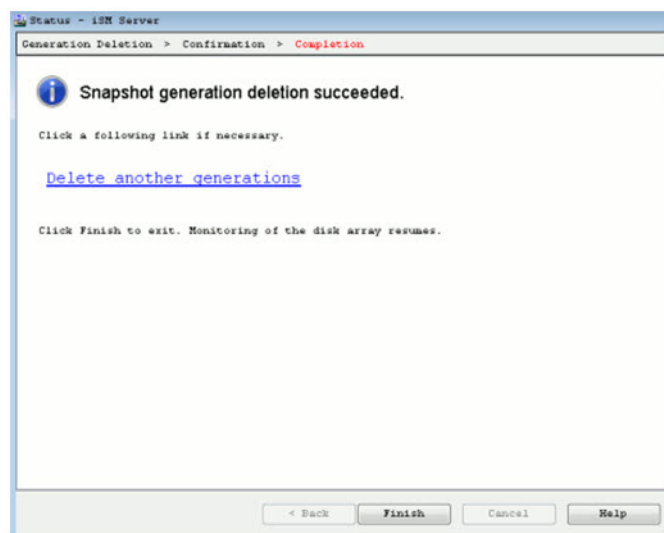 Status - iSM Server
Generation Deletion > Confirmation > Completion
Snapshot generation deletion succeeded.
Click a following link if necessary.
Delete another generations
Click Finish to exit. Monitoring of the disk array resumes.
< Back Finish Cancel Help